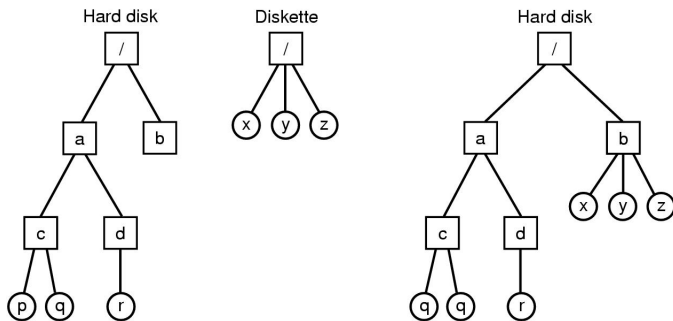 Hard disk Diskette Hard disk
/ / /
a b x y z a b
x y z
c d c d
p q r q q r